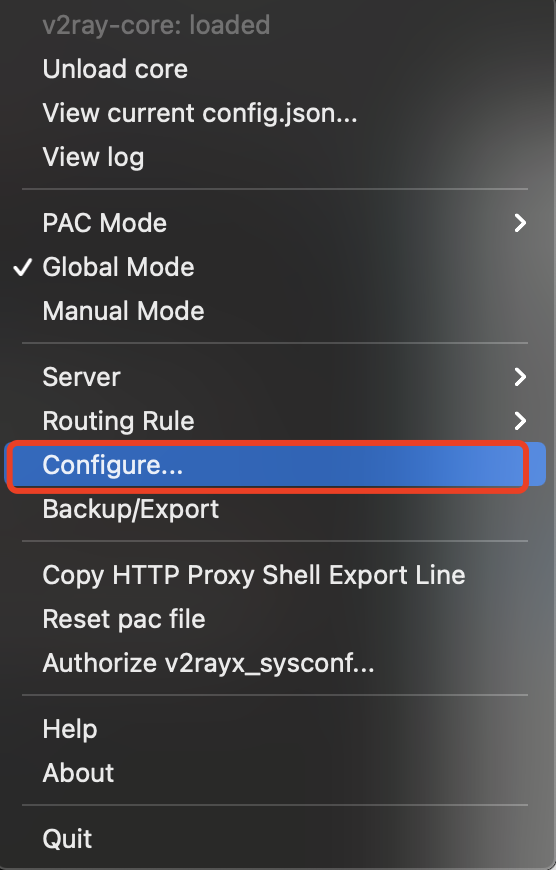 v2ray-core: loaded
Unload core
View current config.json...
View log
PAC Mode
Global Mode
Manual Mode
Server
Routing Rule
Configure...
Backup/Export
Copy HTTP Proxy Shell Export Line
Reset pac file
Authorize v2rayx_sysconf...
Help
About
Quit